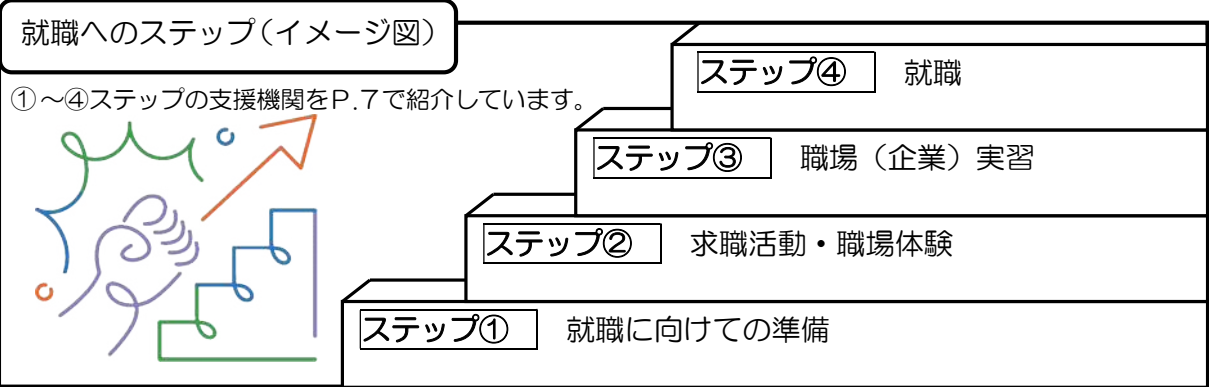 就職へのステップ（イメージ図）
①～④ステップの支援機関をＰ.７で紹介しています。
ステップ④　就職
ステップ③　職場（企業）実習
ステップ②　求職活動・職場体験
ステップ①　就職に向けての準備